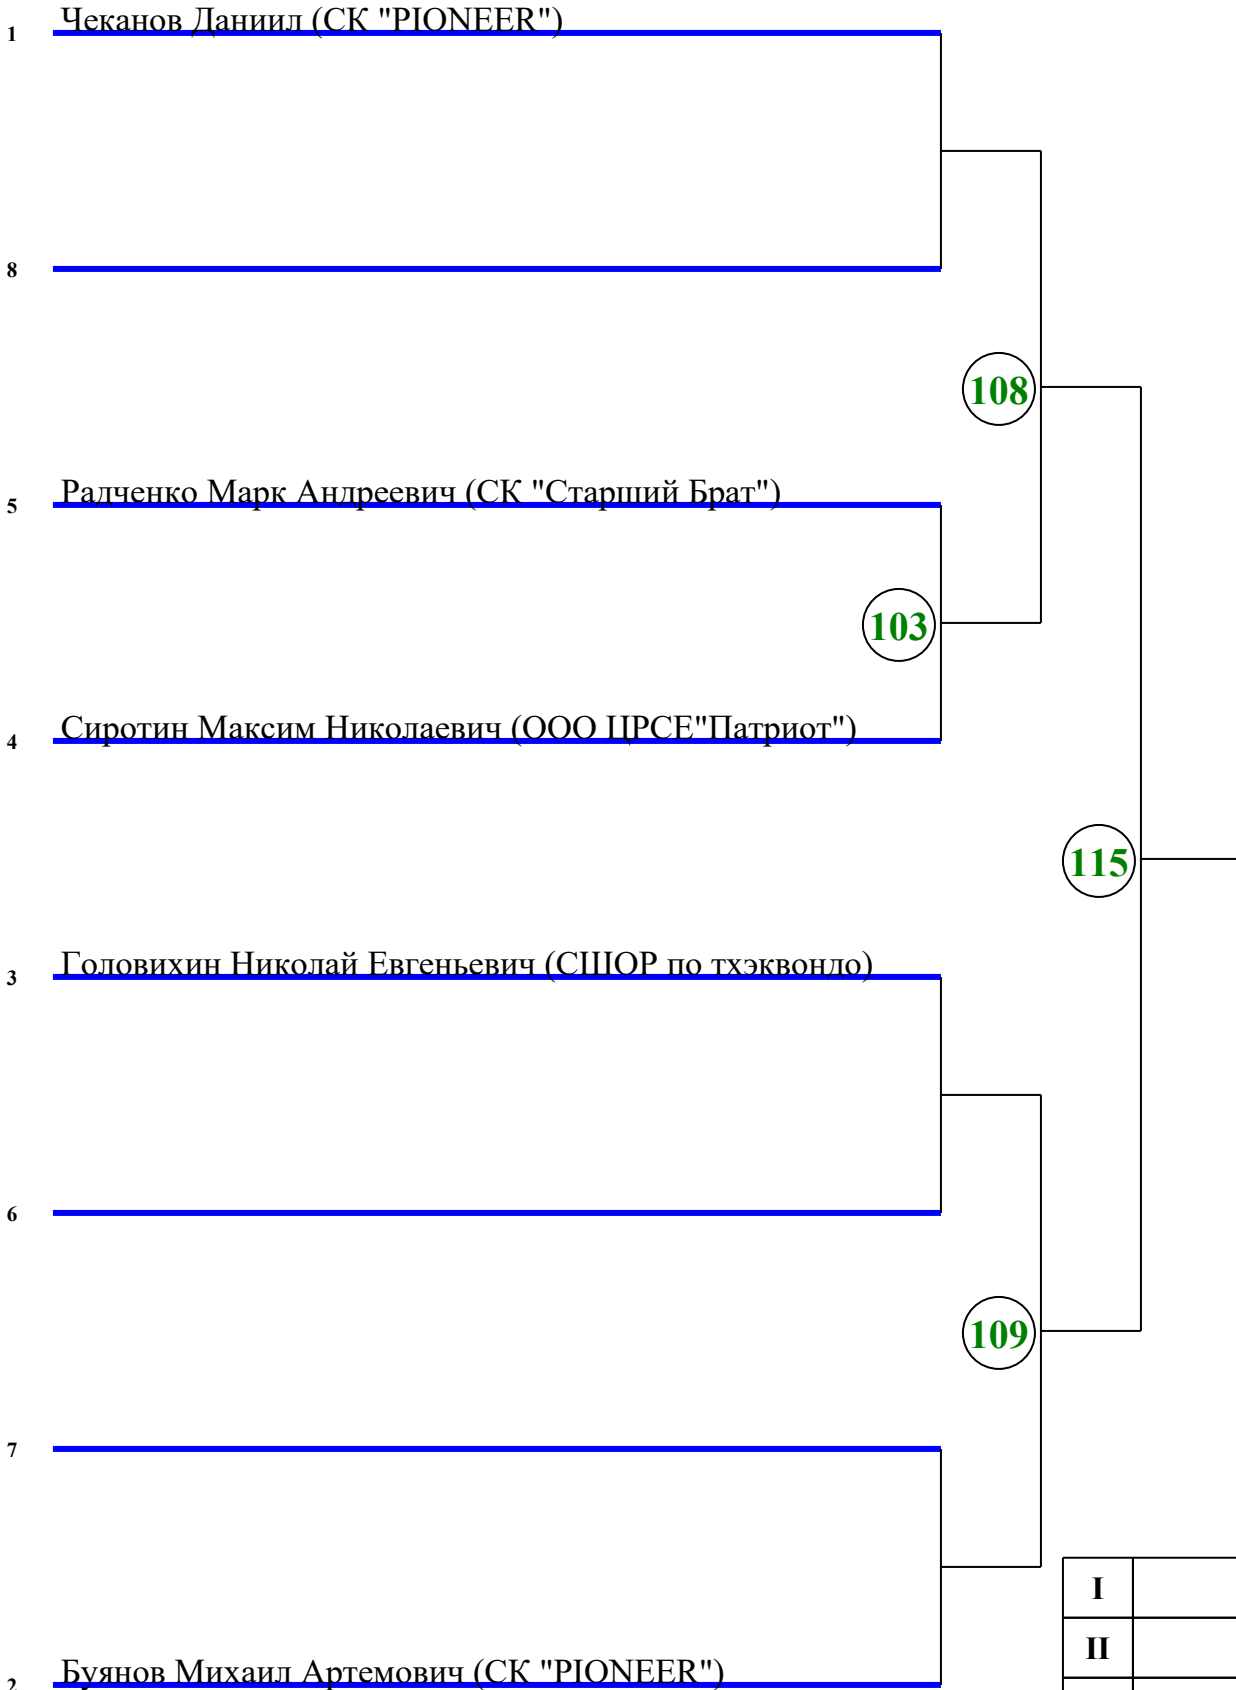 1 Чеканов Даниил (СК "PIONEER")
8
108
5 Радченко Марк Андреевич (СК "Старший Брат")
103
4 Сиротин Максим Николаевич (ООО ЦРСЕ"Патриот")
115
3 Головихин Николай Евгеньевич (СШОР по тхэквондо)
6
109
7
I
II
2 Буянов Михаил Артемович (СК "PIONEER")